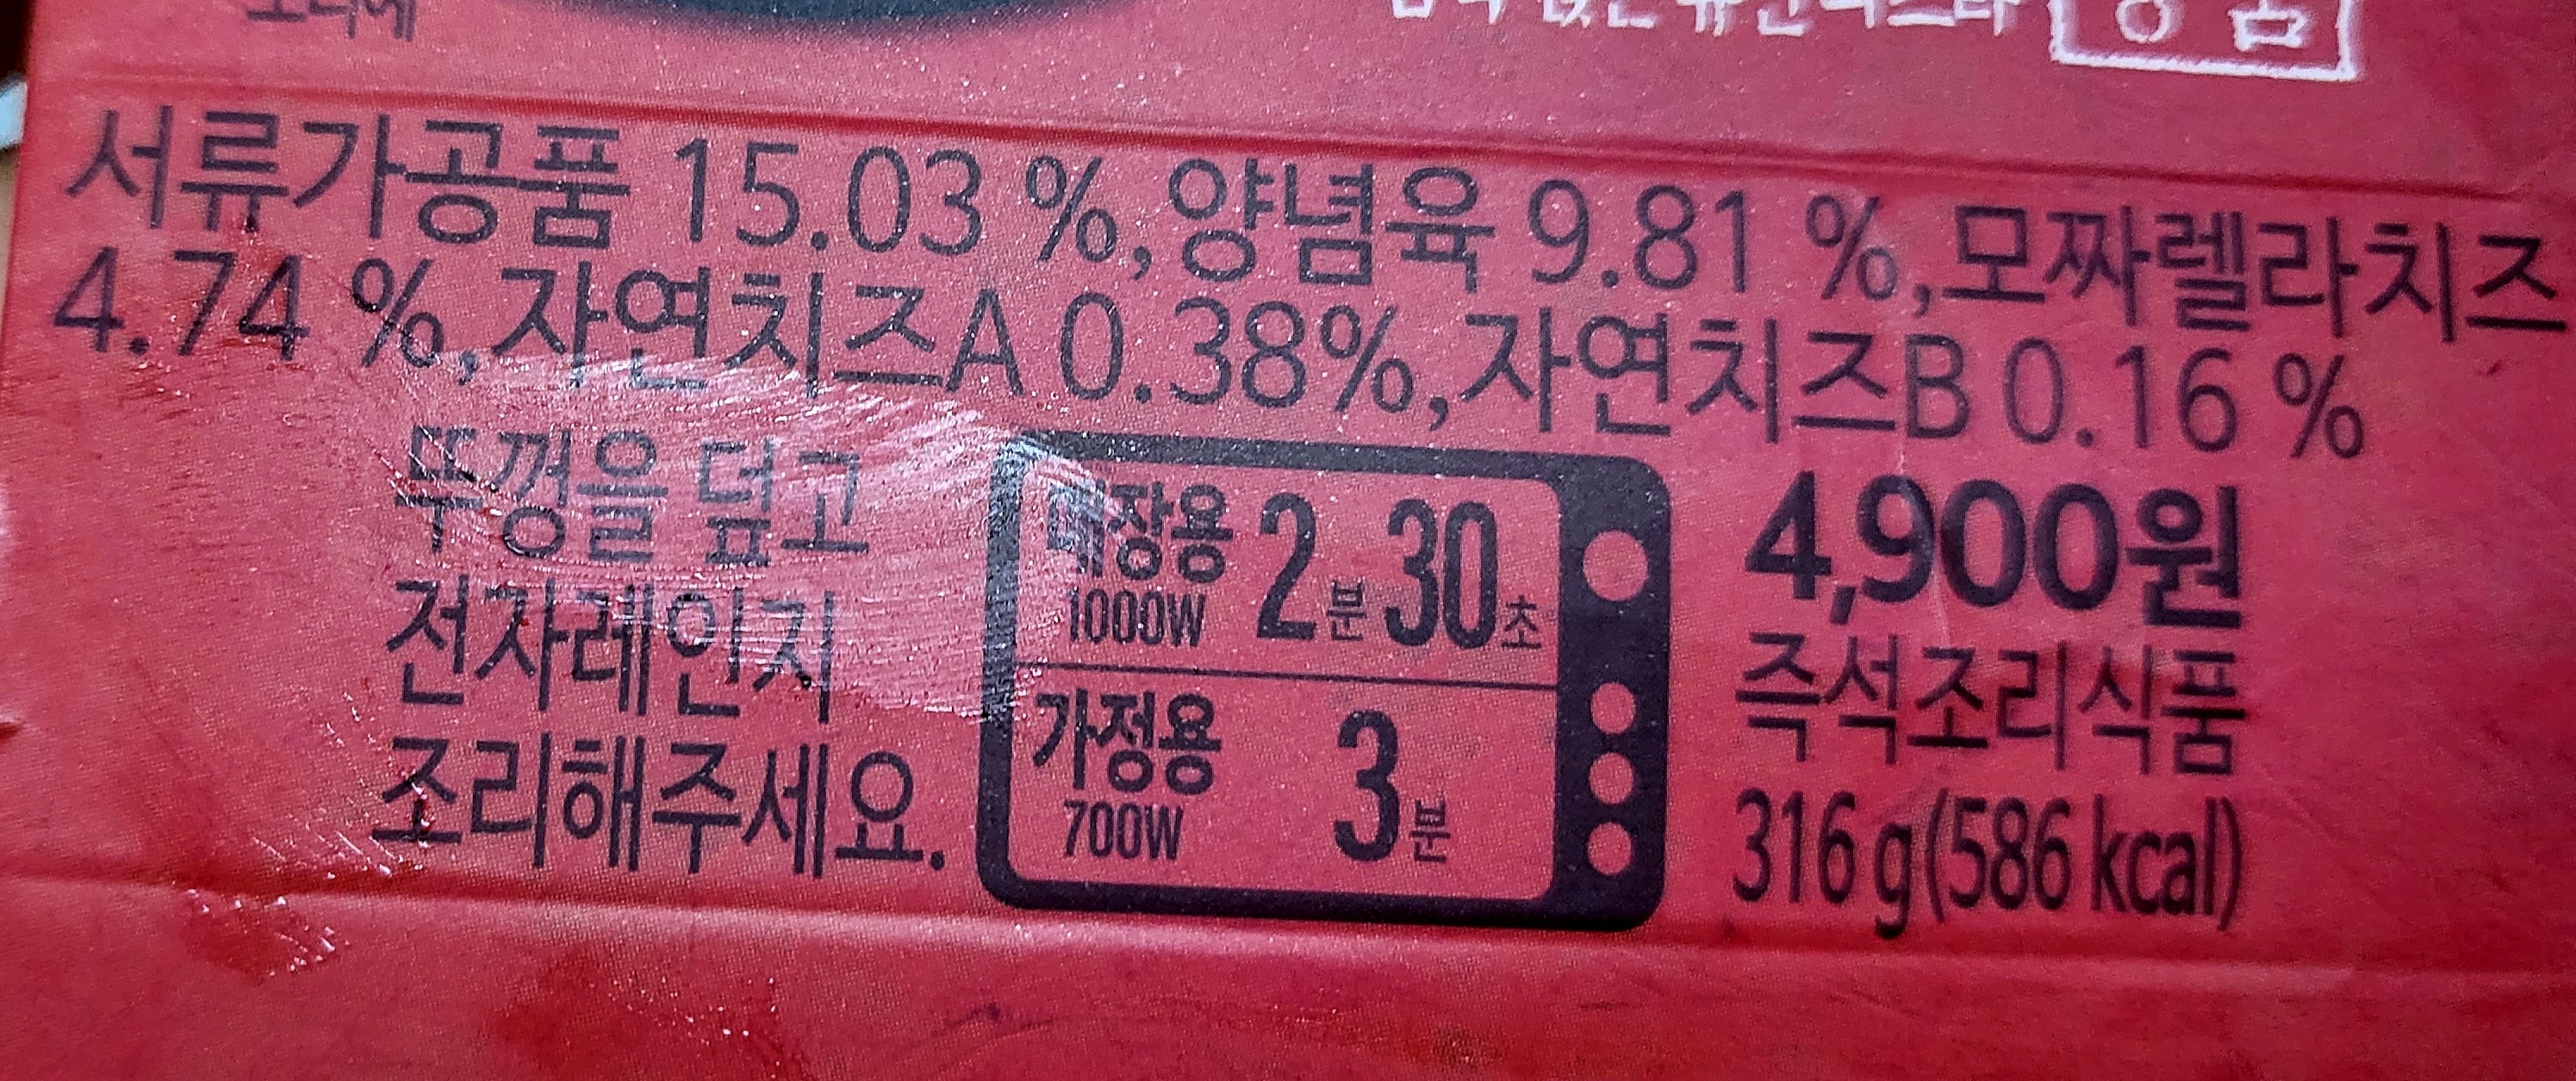 서류가공품 15.03 %, 양념육 9.81 %, 모짜렐라치즈
4.74 %, 자연치즈A 0.38%, 자연치즈B 0.16 %
뚜껑을 덮고
전자레인지
조리해주세요.
매장용 2분 30초
1000W
가정용 3분
700W
4,900원
즉석조리식품
316 g(586 kcal)